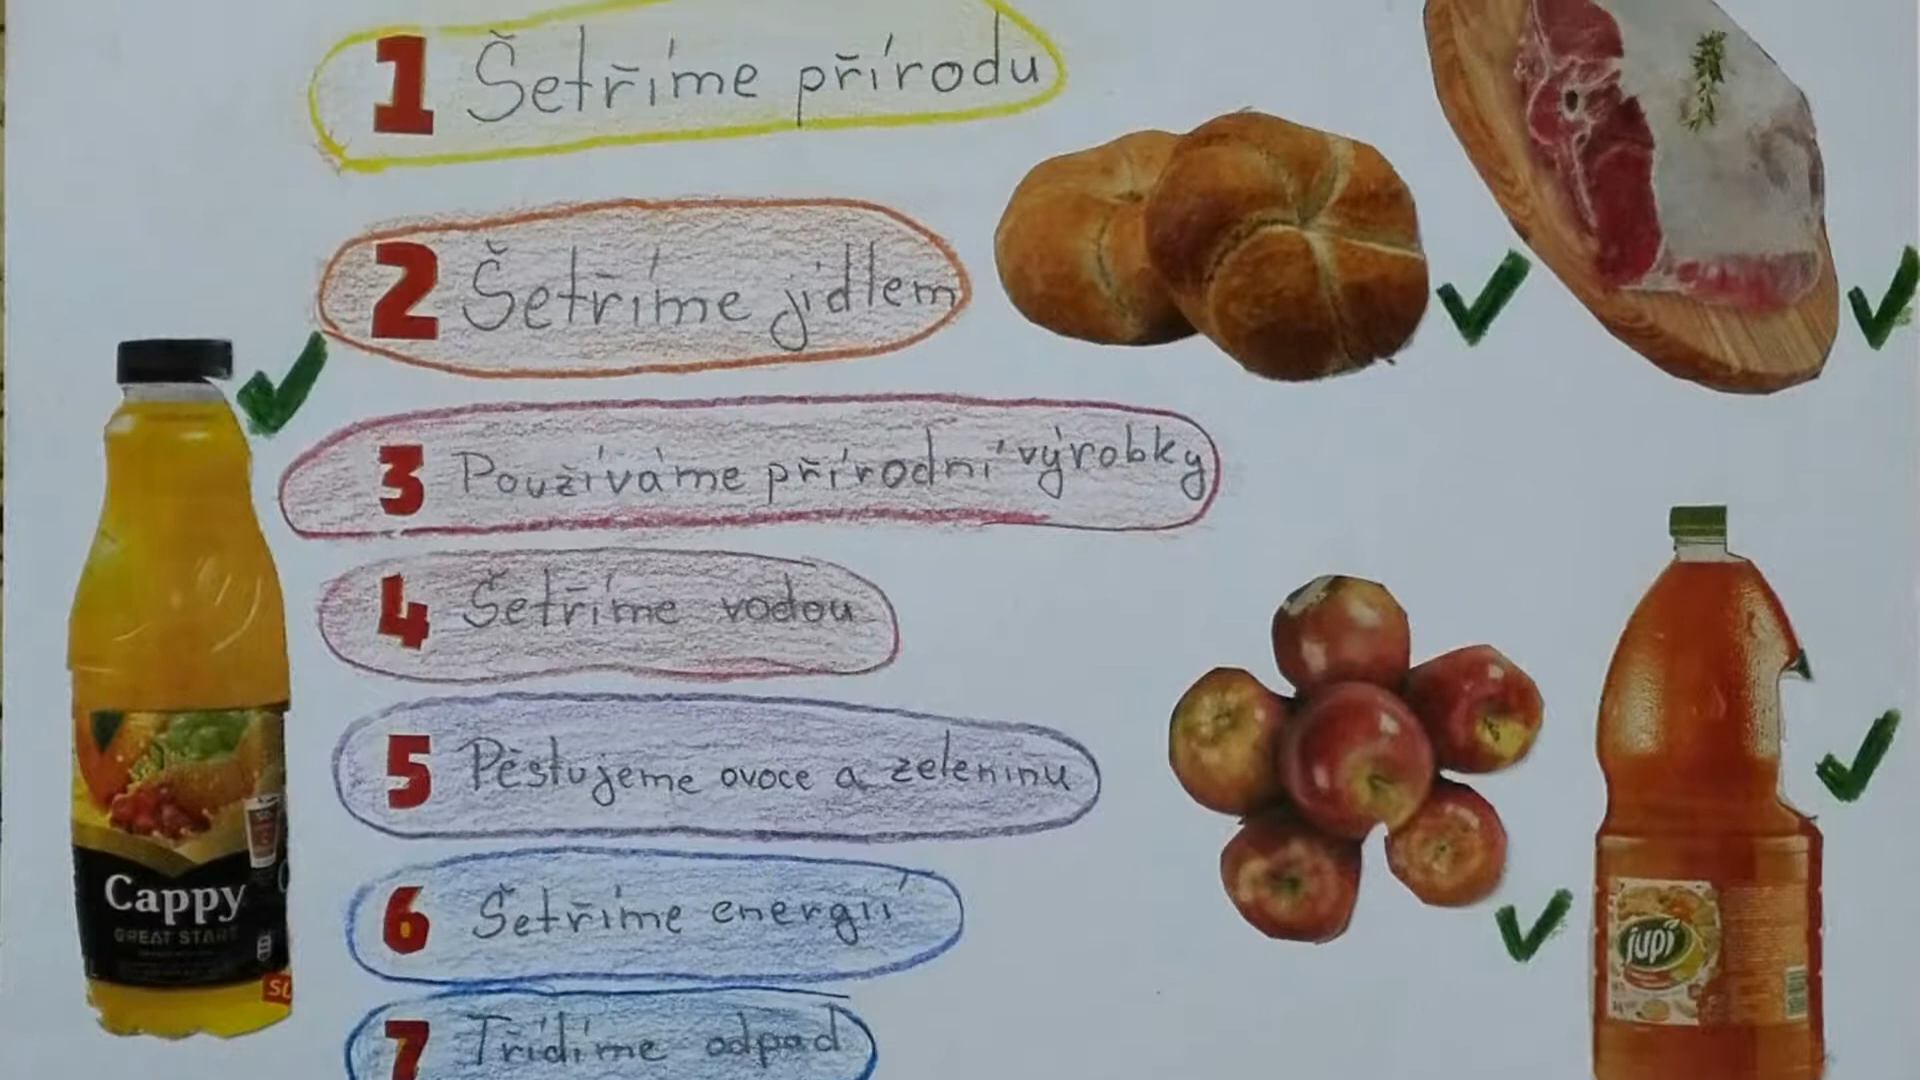 1 Šetříme přírodu
2 Šetříme jídlem
3 Používáme přírodní výrobky
4 Šetříme vodou
5 Pěstujeme ovoce a zeleninu
6 Šetříme energií
7 Třídíme odpad
Cappy
GREAT START
jupí